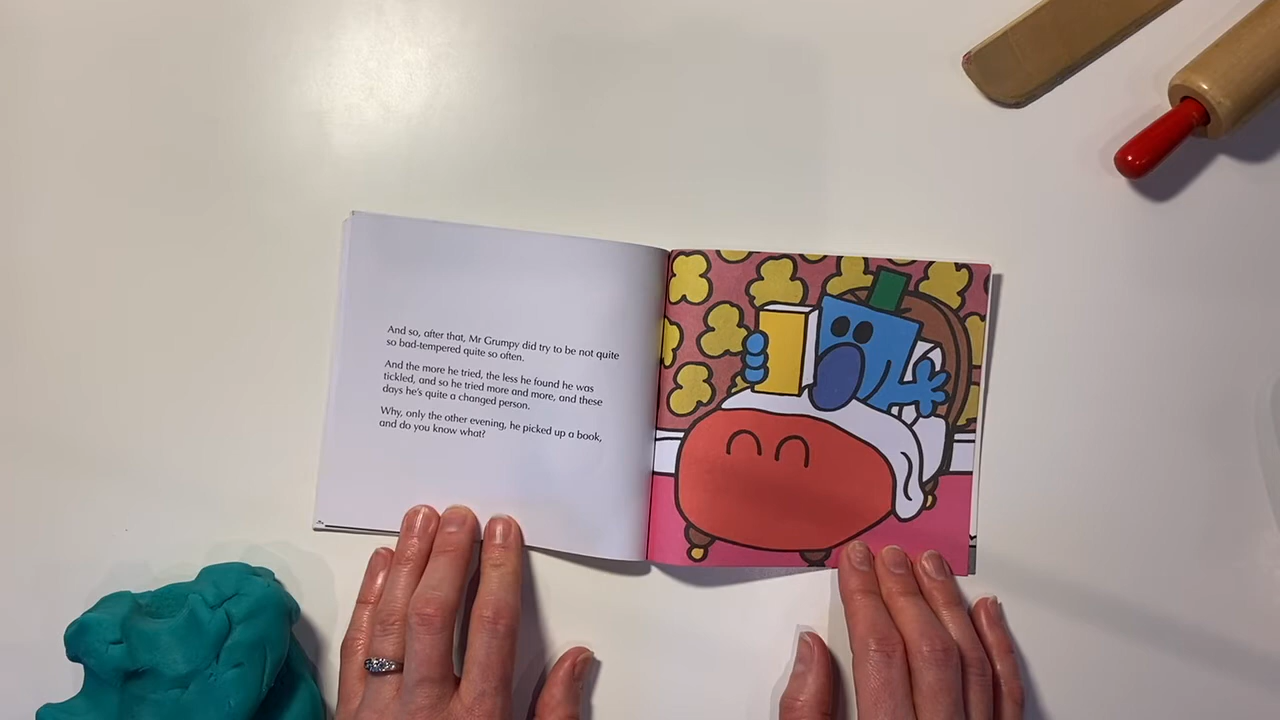 And so, after that, Mr Grumpy did try to be not quite
so bad-tempered quite so often.
And the more he tried, the less he found he was
tickled, and so he tried more and more, and these
days he's quite a changed person.
Why, only the other evening, he picked up a book,
and do you know what?